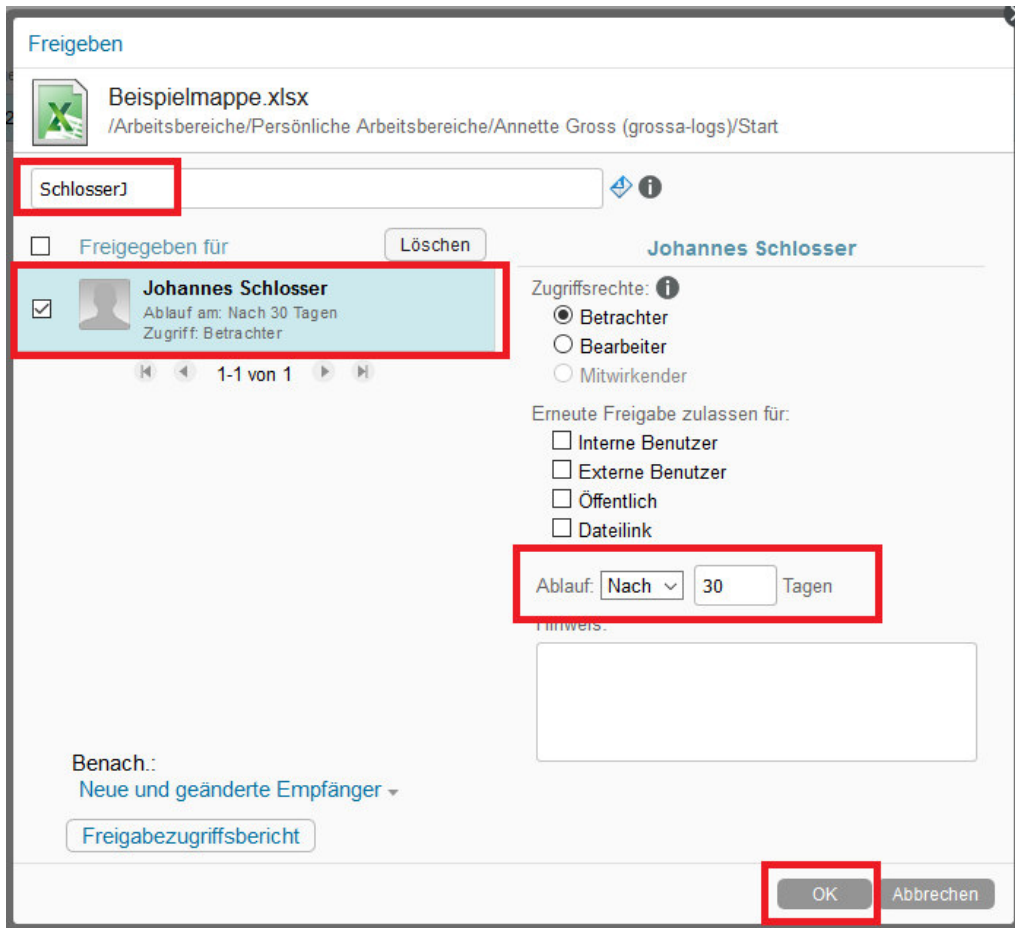 Freigeben
Beispielmappe.xlsx
/Arbeitsbereiche/Persönliche Arbeitsbereiche/Annette Gross (grossa-logs)/Start
SchlosserJ
Freigegeben für
Löschen
Johannes Schlosser
Ablauf am: Nach 30 Tagen
Zugriff: Betrachter
1-1 von 1
Johannes Schlosser
Zugriffsrechte:
Betrachter
Bearbeiter
Mitwirkender
Erneute Freigabe zulassen für:
Interne Benutzer
Externe Benutzer
Öffentlich
Dateilink
Ablauf: Nach 30 Tagen
Hinweis:
Benach.:
Neue und geänderte Empfänger
Freigabezugriffsbericht
OK
Abbrechen